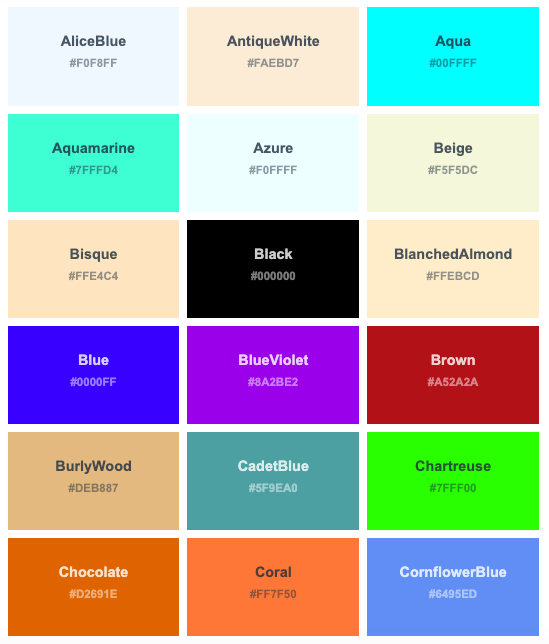 AliceBlue
#F0F8FF
AntiqueWhite
#FAEBD7
Aqua
#00FFFF
Aquamarine
#7FFFD4
Azure
#F0FFFF
Beige
#F5F5DC
Bisque
#FFE4C4
Black
#000000
BlanchedAlmond
#FFEBCD
Blue
#0000FF
BlueViolet
#8A2BE2
Brown
#A52A2A
BurlyWood
#DEB887
CadetBlue
#5F9EA0
Chartreuse
#7FFF00
Chocolate
#D2691E
Coral
#FF7F50
CornflowerBlue
#6495ED